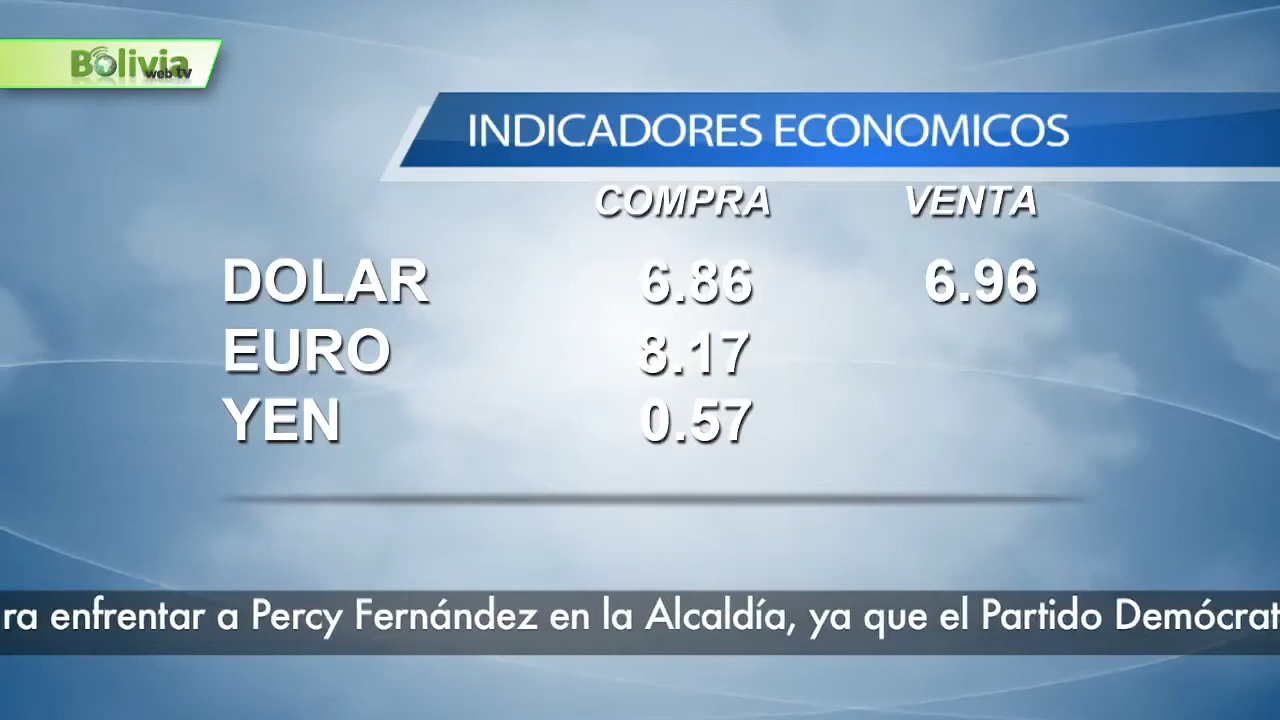 Bolivia
web tv
INDICADORES ECONOMICOS
COMPRA VENTA
DOLAR 6.86 6.96
EURO 8.17
YEN 0.57
ra enfrentar a Percy Fernández en la Alcaldía, ya que el Partido Demócrat